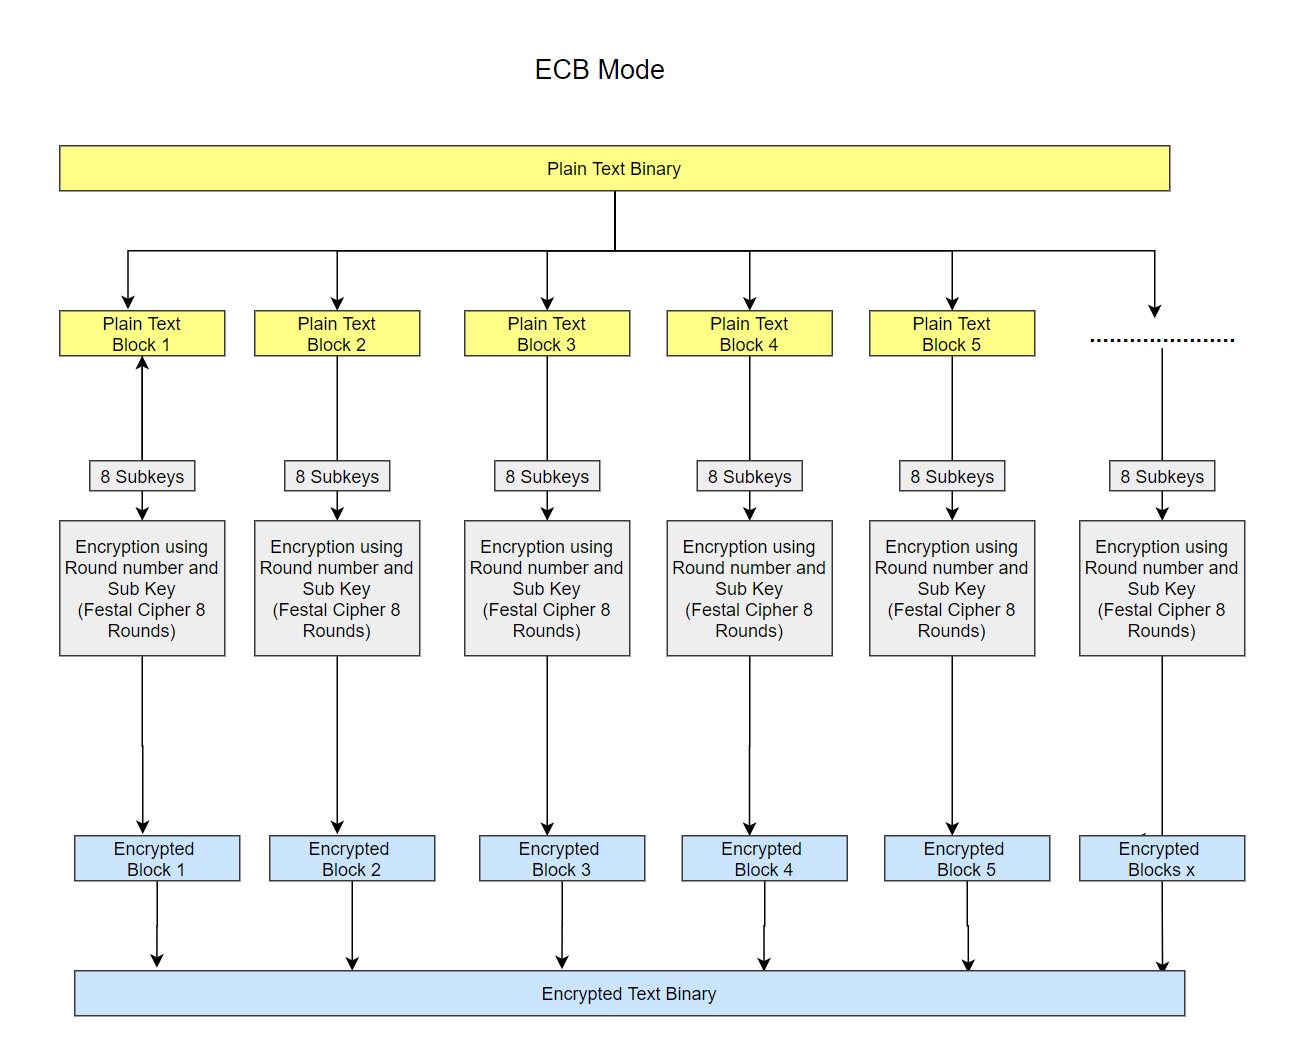 ECB Mode
Plain Text Binary
Plain Text
Block 1
Plain Text
Block 2
Plain Text
Block 3
Plain Text
Block 4
Plain Text
Block 5
......................
8 Subkeys
8 Subkeys
8 Subkeys
8 Subkeys
8 Subkeys
8 Subkeys
Encryption using
Round number and
Sub Key
(Festal Cipher 8
Rounds)
Encryption using
Round number and
Sub Key
(Festal Cipher 8
Rounds)
Encryption using
Round number and
Sub Key
(Festal Cipher 8
Rounds)
Encryption using
Round number and
Sub Key
(Festal Cipher 8
Rounds)
Encryption using
Round number and
Sub Key
(Festal Cipher 8
Rounds)
Encryption using
Round number and
Sub Key
(Festal Cipher 8
Rounds)
Encrypted
Block 1
Encrypted
Block 2
Encrypted
Block 3
Encrypted
Block 4
Encrypted
Block 5
Encrypted
Blocks x
Encrypted Text Binary